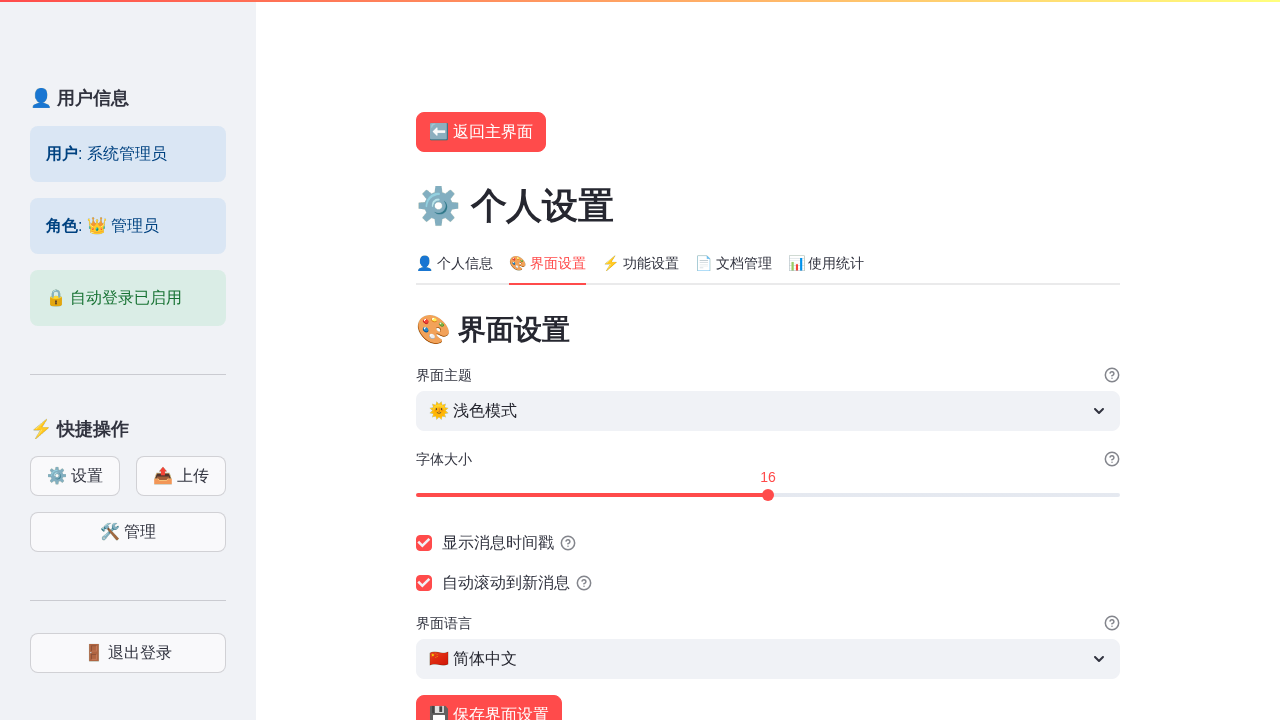 👤 用户信息
用户: 系统管理员
角色: 👑 管理员
🔒 自动登录已启用
⚡ 快捷操作
⚙️ 设置
📤 上传
🛠️ 管理
🚪 退出登录
⬅️ 返回主界面
⚙️ 个人设置
👤 个人信息 🎨 界面设置 ⚡ 功能设置 📄 文档管理 📊 使用统计
🎨 界面设置
界面主题
🌞 浅色模式
字体大小
16
显示消息时间戳
自动滚动到新消息
界面语言
🇨🇳 简体中文
💾 保存界面设置